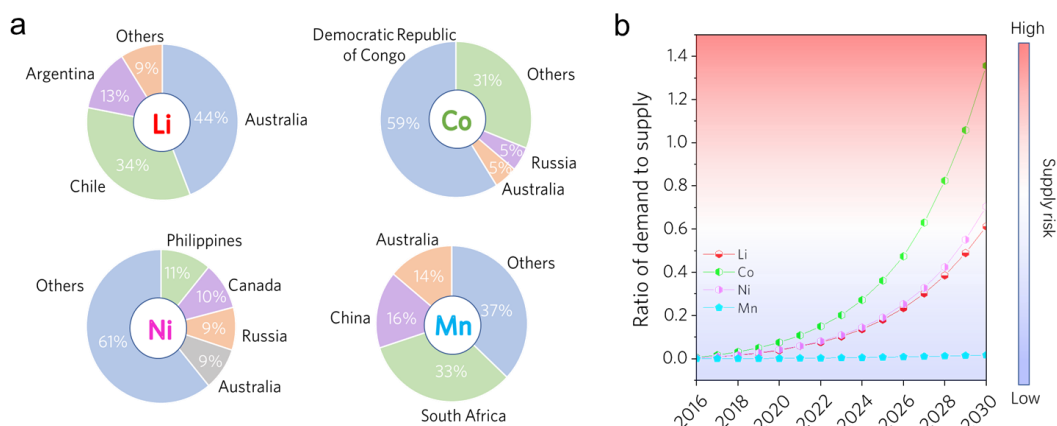 a
Others
9%
Argentina
13%
Li
44%
Australia
34%
Chile
Democratic Republic
of Congo
31%
Others
59%
Co
5%
Russia
5%
Australia
Philippines
11%
Others
10%
Canada
61%
Ni
9%
Russia
9%
Australia
Australia
14%
Others
China
16%
Mn
37%
33%
South Africa
b
High
1.4
1.2
1.0
0.8
0.6
0.4
0.2
0.0
Ratio of demand to supply
Li
Co
Ni
Mn
2016
2018
2020
2022
2024
2026
2028
2030
Supply risk
Low